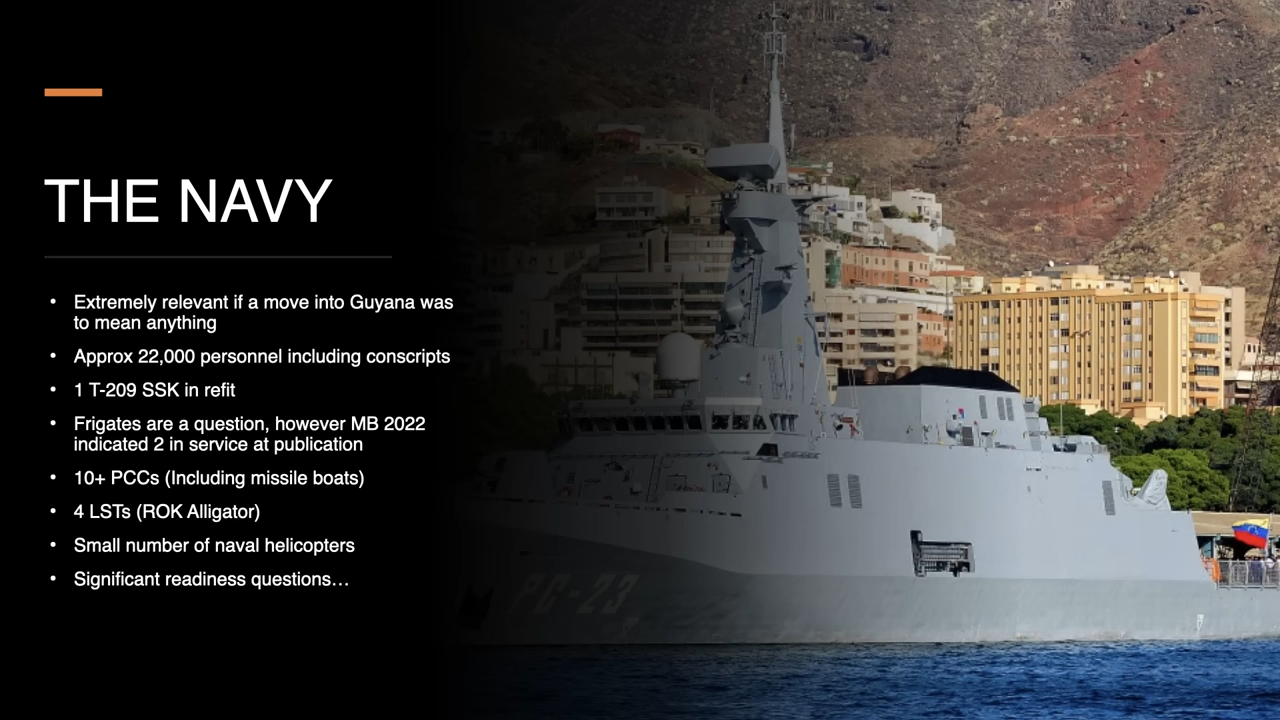 THE NAVY
• Extremely relevant if a move into Guyana was
to mean anything
• Approx 22,000 personnel including conscripts
• 1 T-209 SSK in refit
• Frigates are a question, however MB 2022
indicated 2 in service at publication
• 10+ PCCs (Including missile boats)
• 4 LSTs (ROK Alligator)
• Small number of naval helicopters
• Significant readiness questions…
PC-23